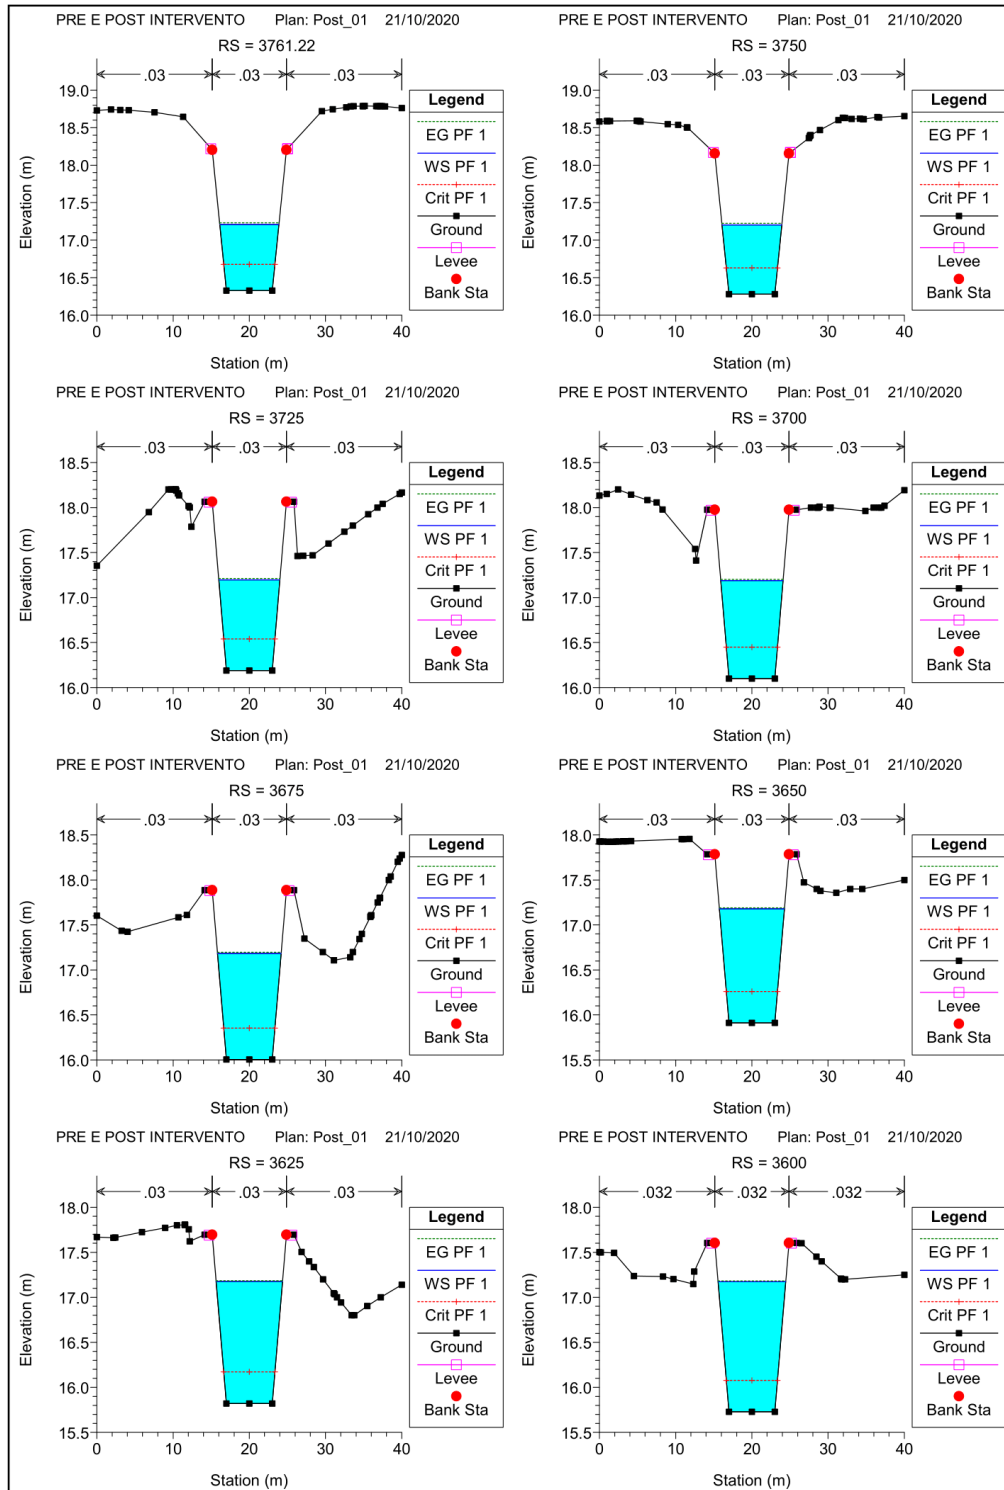 PRE E POST INTERVENTO Plan: Post_01 21/10/2020
RS = 3761.22
.03 .03 .03
19.0
18.5
18.0
17.5
17.0
16.5
16.0
Elevation (m)
0 10 20 30 40
Station (m)
Legend
EG PF 1
WS PF 1
Crit PF 1
Ground
Levee
Bank Sta
PRE E POST INTERVENTO Plan: Post_01 21/10/2020
RS = 3750
.03 .03 .03
19.0
18.5
18.0
17.5
17.0
16.5
16.0
Elevation (m)
0 10 20 30 40
Station (m)
Legend
EG PF 1
WS PF 1
Crit PF 1
Ground
Levee
Bank Sta
PRE E POST INTERVENTO Plan: Post_01 21/10/2020
RS = 3725
.03 .03 .03
18.5
18.0
17.5
17.0
16.5
16.0
Elevation (m)
0 10 20 30 40
Station (m)
Legend
EG PF 1
WS PF 1
Crit PF 1
Ground
Levee
Bank Sta
PRE E POST INTERVENTO Plan: Post_01 21/10/2020
RS = 3700
.03 .03 .03
18.5
18.0
17.5
17.0
16.5
16.0
Elevation (m)
0 10 20 30 40
Station (m)
Legend
EG PF 1
WS PF 1
Crit PF 1
Ground
Levee
Bank Sta
PRE E POST INTERVENTO Plan: Post_01 21/10/2020
RS = 3675
.03 .03 .03
18.5
18.0
17.5
17.0
16.5
16.0
Elevation (m)
0 10 20 30 40
Station (m)
Legend
EG PF 1
WS PF 1
Crit PF 1
Ground
Levee
Bank Sta
PRE E POST INTERVENTO Plan: Post_01 21/10/2020
RS = 3650
.03 .03 .03
18.0
17.5
17.0
16.5
16.0
15.5
Elevation (m)
0 10 20 30 40
Station (m)
Legend
EG PF 1
WS PF 1
Crit PF 1
Ground
Levee
Bank Sta
PRE E POST INTERVENTO Plan: Post_01 21/10/2020
RS = 3625
.03 .03 .03
18.0
17.5
17.0
16.5
16.0
15.5
Elevation (m)
0 10 20 30 40
Station (m)
Legend
EG PF 1
WS PF 1
Crit PF 1
Ground
Levee
Bank Sta
PRE E POST INTERVENTO Plan: Post_01 21/10/2020
RS = 3600
.032 .032 .032
18.0
17.5
17.0
16.5
16.0
15.5
Elevation (m)
0 10 20 30 40
Station (m)
Legend
EG PF 1
WS PF 1
Crit PF 1
Ground
Levee
Bank Sta